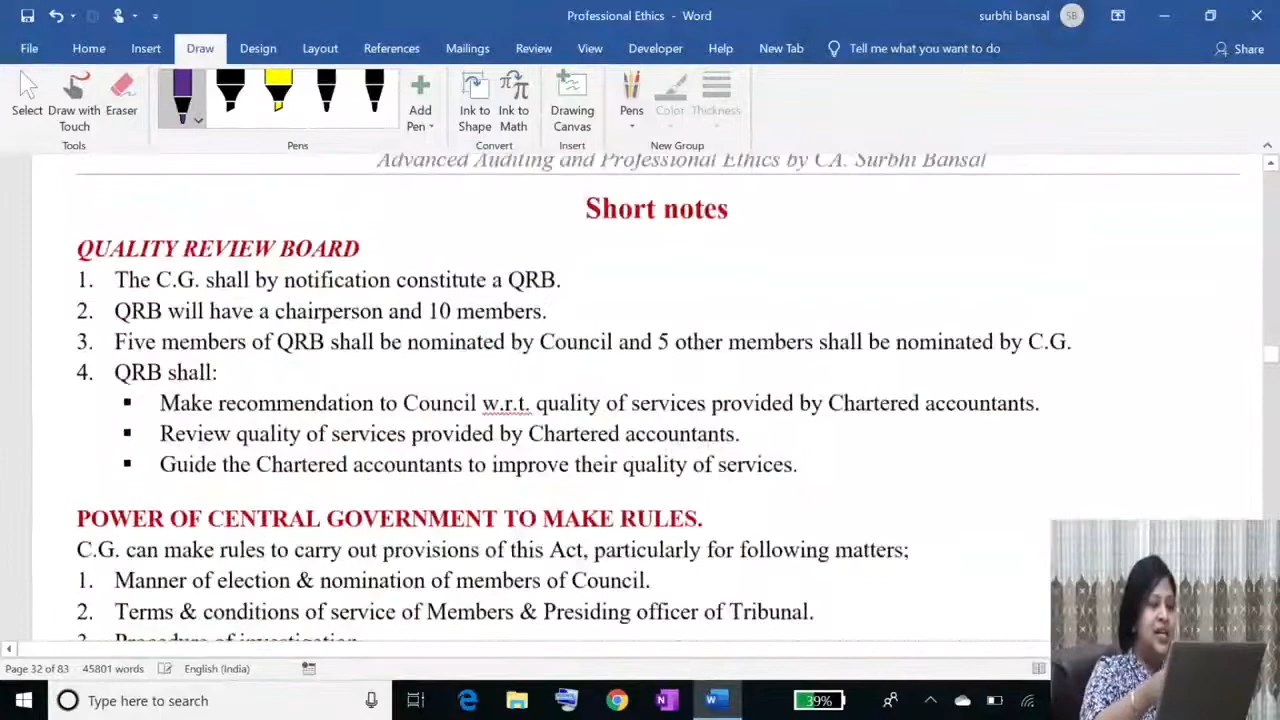 Professional Ethics - Word
surbhi bansal SB
File Home Insert Draw Design Layout References Mailings Review View Developer Help New Tab Tell me what you want to do Share
Select Draw with Touch Eraser Add Pen Ink to Shape Ink to Math Drawing Canvas Pens Color Thickness
Tools Pens Convert Insert New Group
Advanced Auditing and Professional Ethics by CA. Surbhi Bansal
Short notes
QUALITY REVIEW BOARD
1. The C.G. shall by notification constitute a QRB.
2. QRB will have a chairperson and 10 members.
3. Five members of QRB shall be nominated by Council and 5 other members shall be nominated by C.G.
4. QRB shall:
▪ Make recommendation to Council w.r.t. quality of services provided by Chartered accountants.
▪ Review quality of services provided by Chartered accountants.
▪ Guide the Chartered accountants to improve their quality of services.
POWER OF CENTRAL GOVERNMENT TO MAKE RULES.
C.G. can make rules to carry out provisions of this Act, particularly for following matters;
1. Manner of election & nomination of members of Council.
2. Terms & conditions of service of Members & Presiding officer of Tribunal.
3. Procedure of investigation
Page 32 of 83 45801 words English (India)
Type here to search 39%